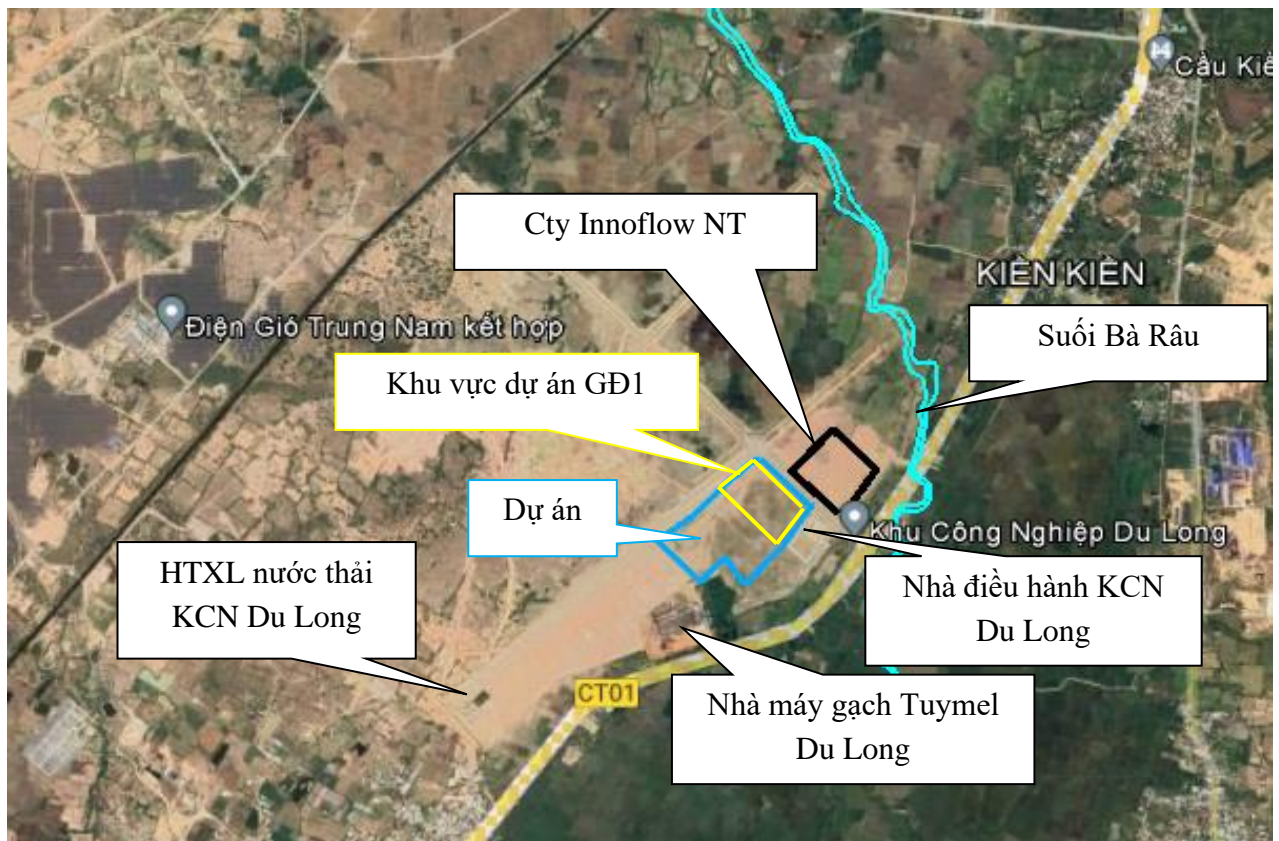 Cầu Kiề
Cty Innoflow NT
KIỀN KIỀN
Điện Gió Trung Nam kết hợp
Suối Bà Râu
Khu vực dự án GĐ1
Dự án
Khu Công Nghiệp Du Long
HTXL nước thải
KCN Du Long
Nhà điều hành KCN
Du Long
CT01
Nhà máy gạch Tuymel
Du Long